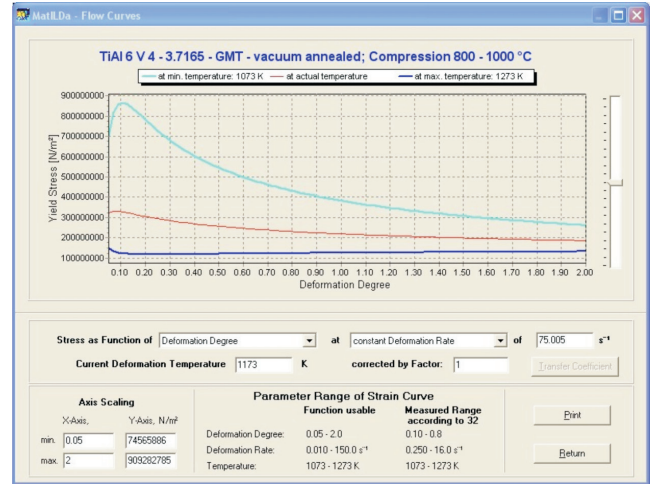 MatILDa - Flow Curves
TiAl 6 V 4 - 3.7165 - GMT - vacuum annealed; Compression 800 - 1000 °C
at min. temperature: 1073 K at actual temperature at max. temperature: 1273 K
900000000
800000000
700000000
600000000
500000000
400000000
300000000
200000000
100000000
Yield Stress [N/m²]
0.10 0.20 0.30 0.40 0.50 0.60 0.70 0.80 0.90 1.00 1.10 1.20 1.30 1.40 1.50 1.60 1.70 1.80 1.90 2.00
Deformation Degree
Stress as Function of Deformation Degree at constant Deformation Rate of 75.005 s⁻¹
Current Deformation Temperature 1173 K corrected by Factor: 1 Transfer Coefficient
Axis Scaling
X-Axis, Y-Axis, N/m²
min. 0.05 74565886
max. 2 909282785
Parameter Range of Strain Curve
Function usable Measured Range
according to 32
Deformation Degree: 0.05 - 2.0 0.10 - 0.8
Deformation Rate: 0.010 - 150.0 s⁻¹ 0.250 - 16.0 s⁻¹
Temperature: 1073 - 1273 K 1073 - 1273 K
Print
Return